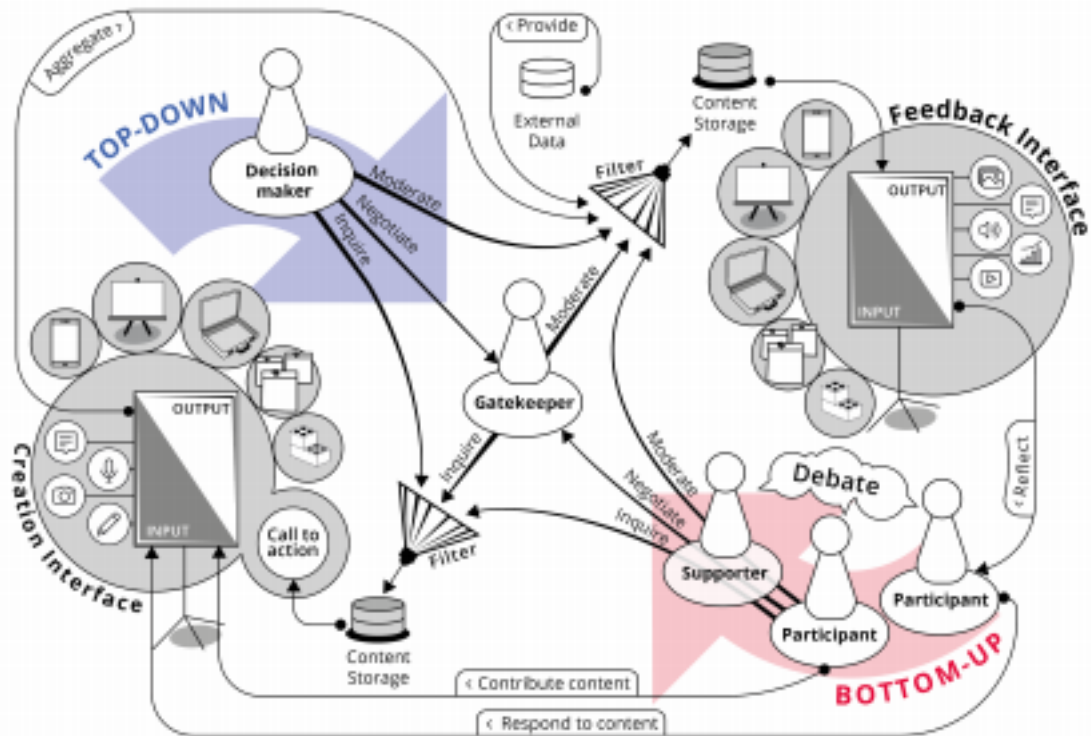 Aggregate ›
‹ Provide
External
Data
Content
Storage
Feedback Interface
TOP-DOWN
Decision
maker
Moderate
Negotiate
Inquire
Filter
OUTPUT
INPUT
Moderate
Gatekeeper
Inquire
Creation Interface
OUTPUT
INPUT
Call to
action
Filter
Content
Storage
Moderate
Negotiate
Inquire
Debate
‹ Reflect
Supporter
Participant
Participant
BOTTOM-UP
‹ Contribute content
‹ Respond to content